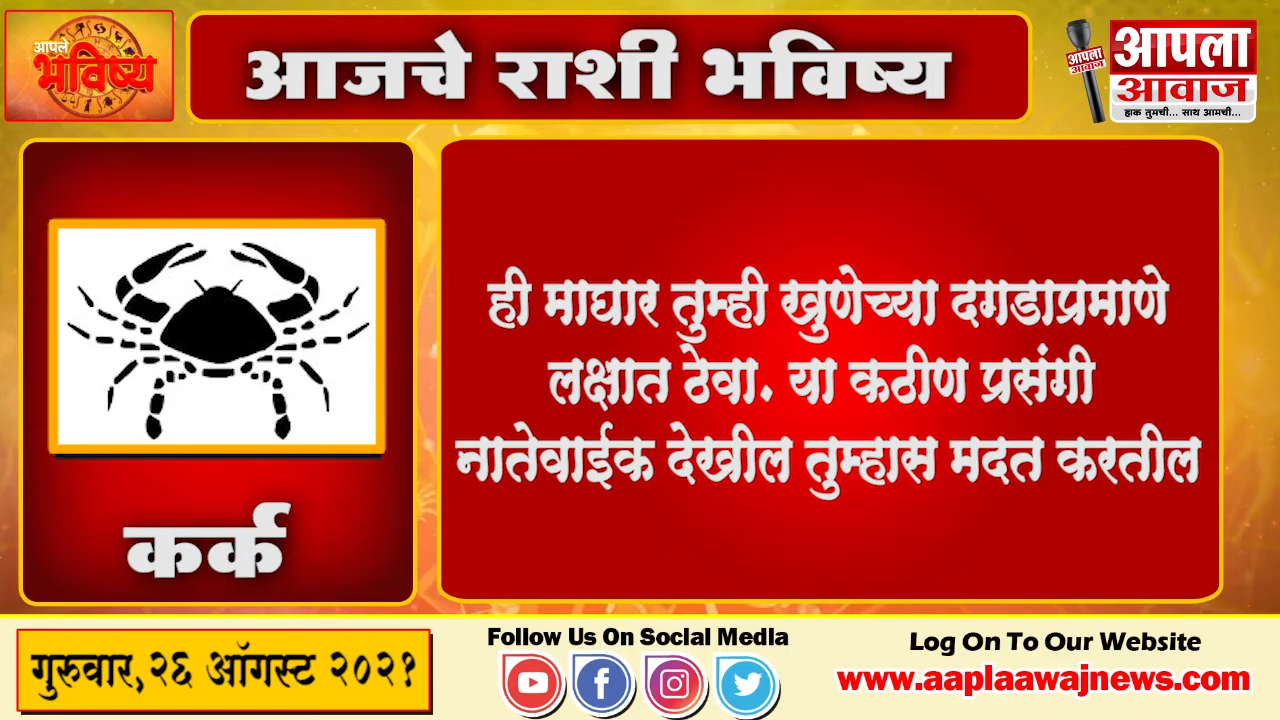 आपले
भविष्य
आजचे राशी भविष्य
आपला
आवाज
आपला
आवाज
हाक तुमची... साथ आमची...
ही माघार तुम्ही खुणेच्या दगडाप्रमाणे
लक्षात ठेवा. या कठीण प्रसंगी
नातेवाईक देखील तुम्हास मदत करतील
कर्क
गुरुवार,२६ ऑगस्ट २०२१
Follow Us On Social Media
Log On To Our Website
www.aaplaawajnews.com